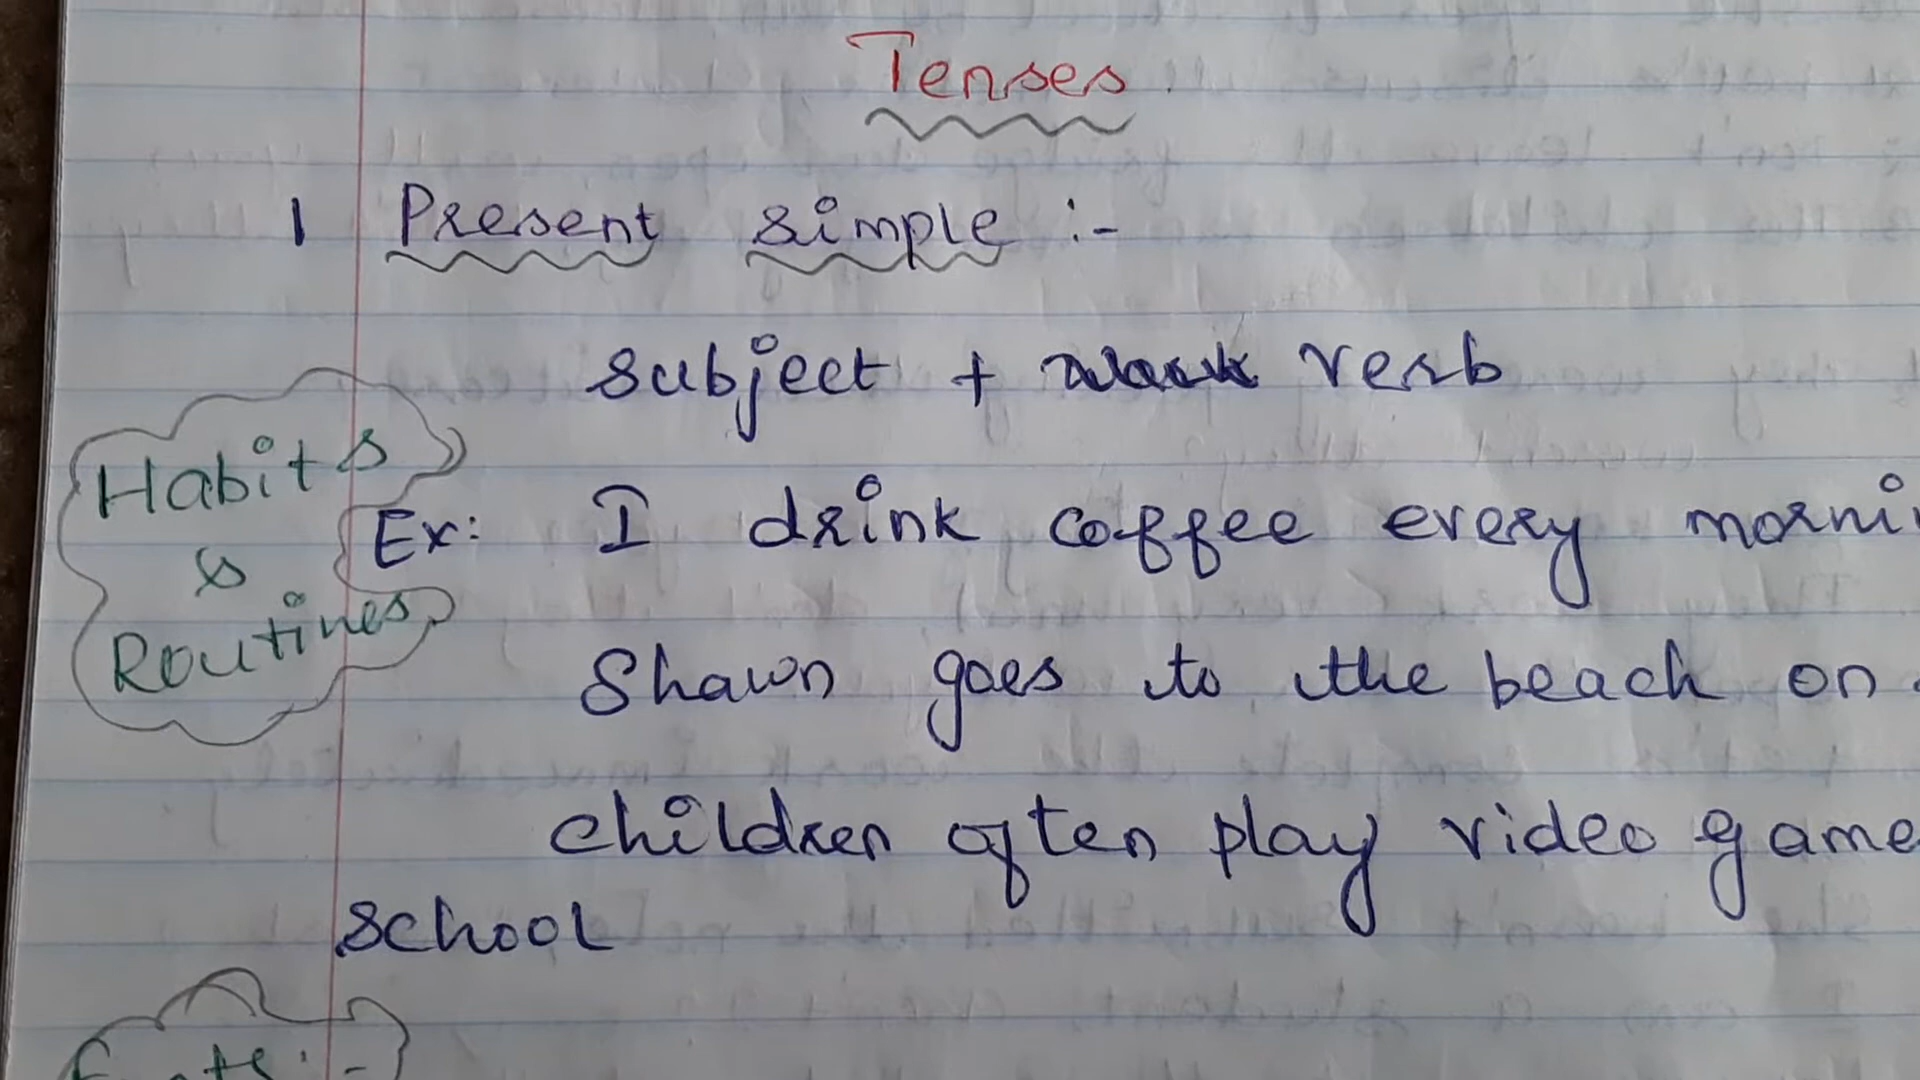 Tenses
1 Present simple :-
subject + verb
Habits
&
Routines
Ex: I drink coffee every morni
Shawn goes to the beach on
children often play video game
school